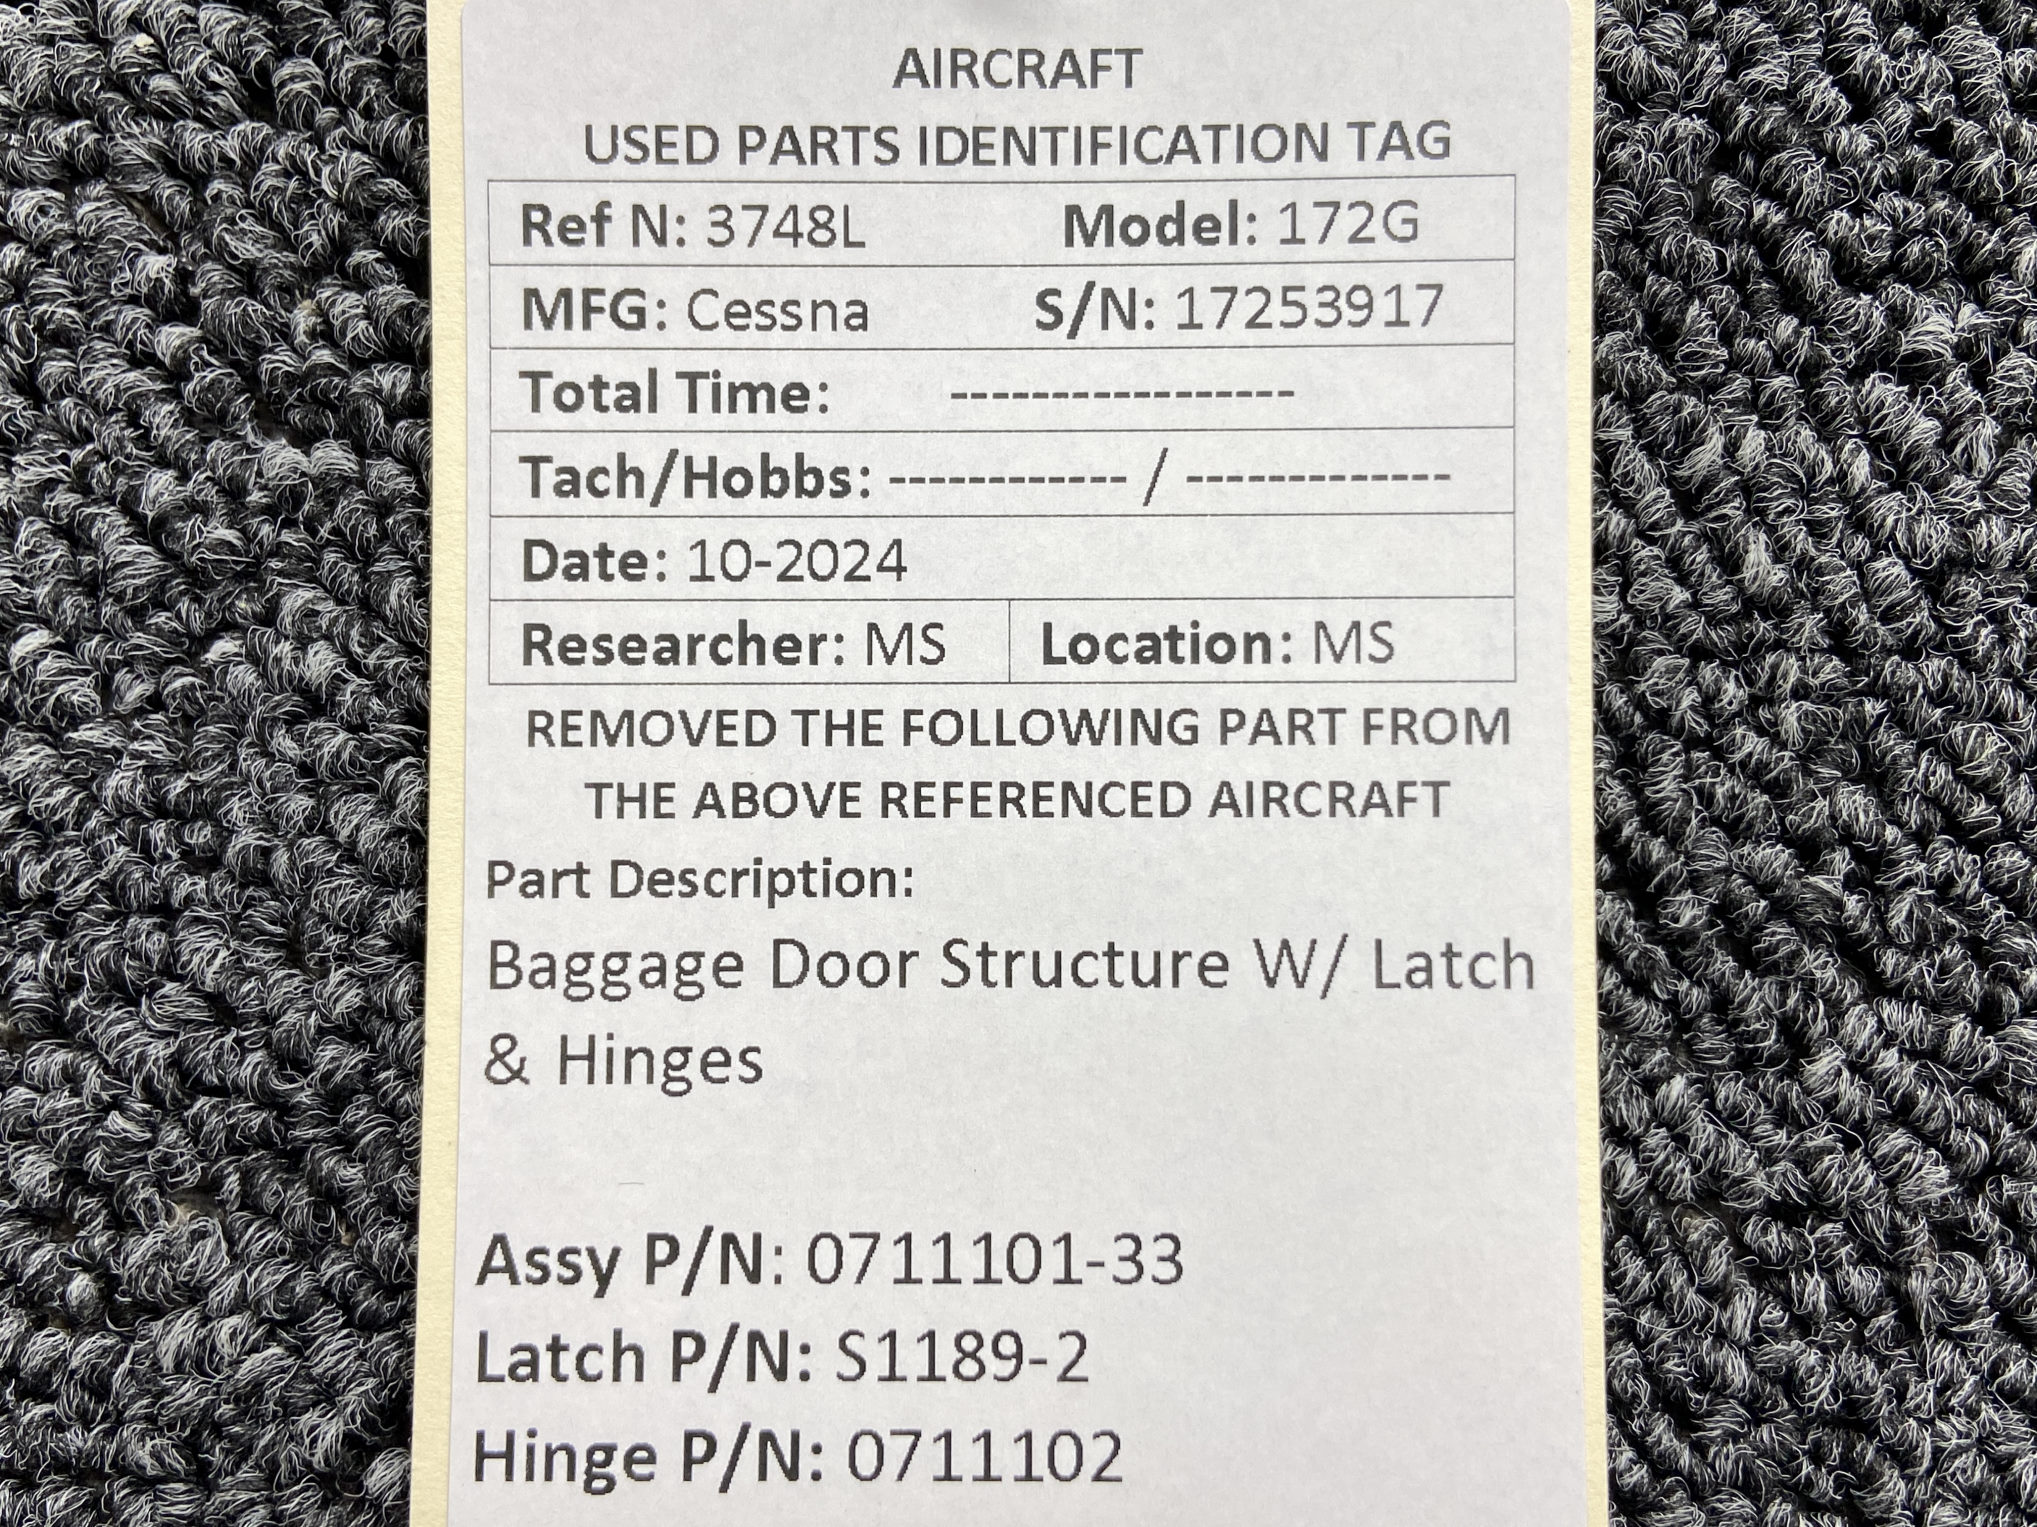 AIRCRAFT
USED PARTS IDENTIFICATION TAG
Ref N: 3748L Model: 172G
MFG: Cessna S/N: 17253917
Total Time: -----------------
Tach/Hobbs: ------------ / -------------
Date: 10-2024
Researcher: MS Location: MS
REMOVED THE FOLLOWING PART FROM
THE ABOVE REFERENCED AIRCRAFT
Part Description:
Baggage Door Structure W/ Latch
& Hinges
Assy P/N: 0711101-33
Latch P/N: S1189-2
Hinge P/N: 0711102